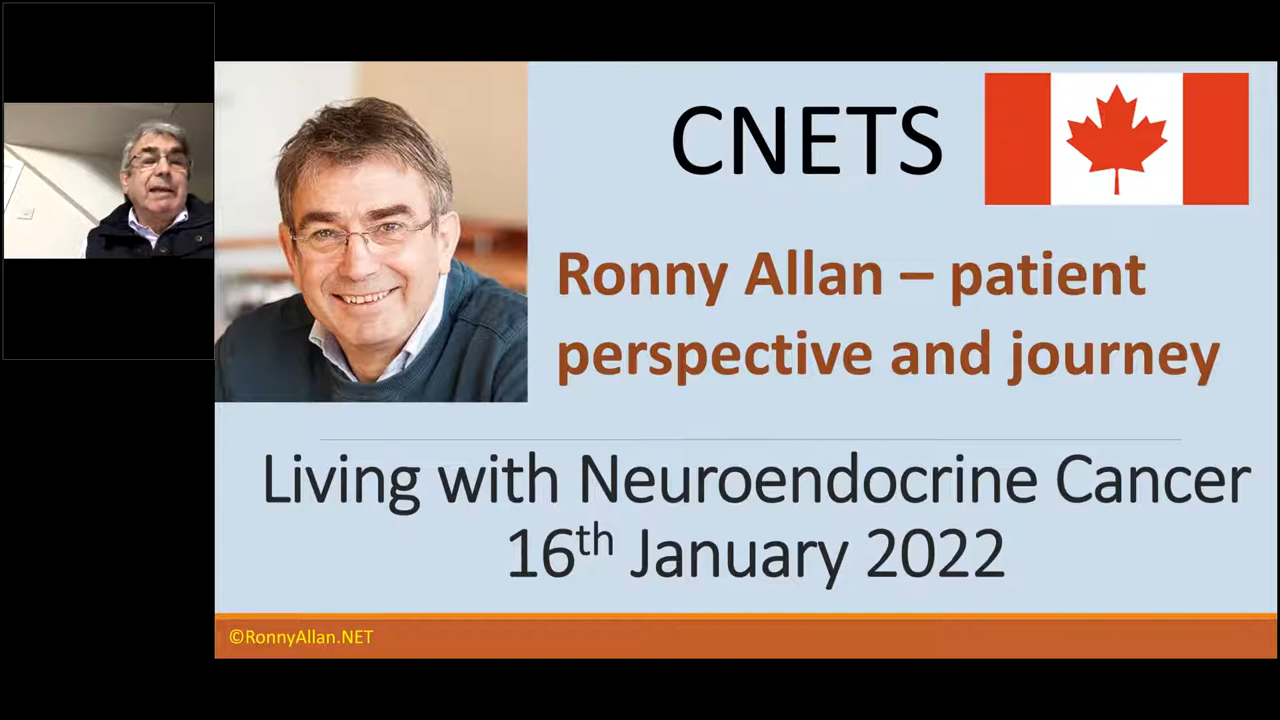 CNETS
Ronny Allan – patient
perspective and journey
Living with Neuroendocrine Cancer
16th January 2022
©RonnyAllan.NET